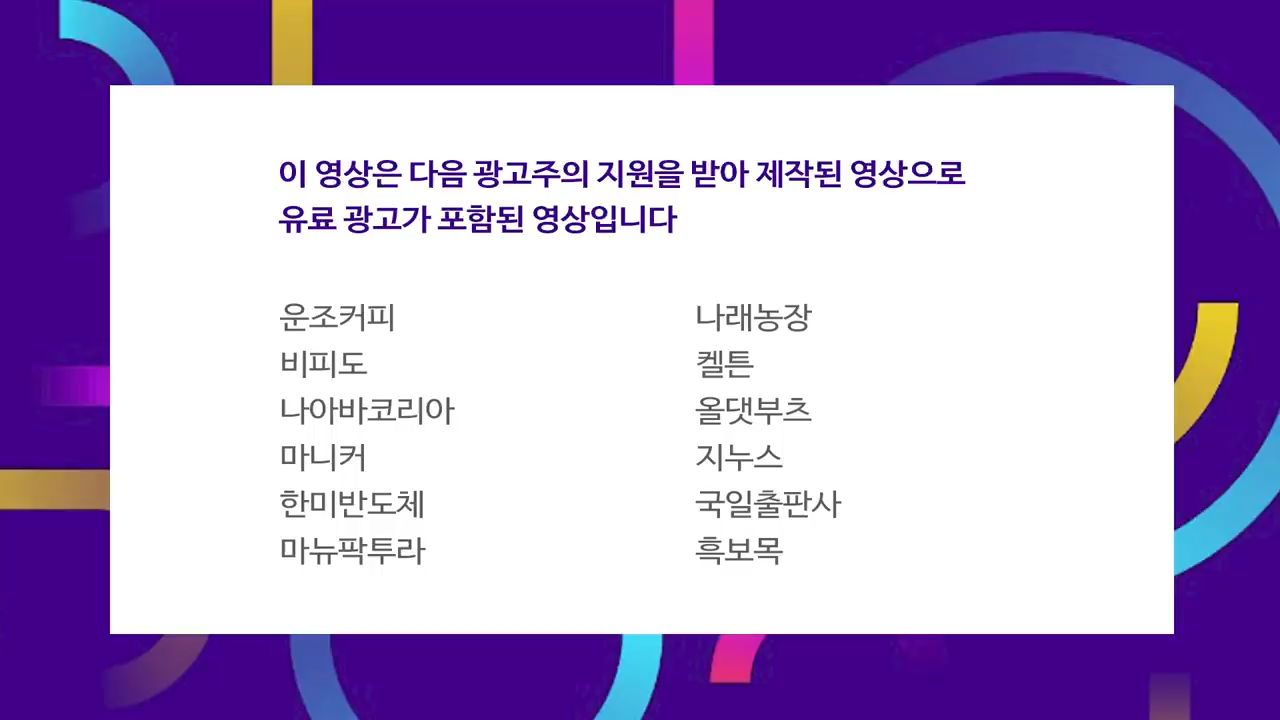 이 영상은 다음 광고주의 지원을 받아 제작된 영상으로
유료 광고가 포함된 영상입니다
운조커피
비피도
나아바코리아
마니커
한미반도체
마뉴팍투라
나래농장
켈튼
올댓부츠
지누스
국일출판사
흑보목